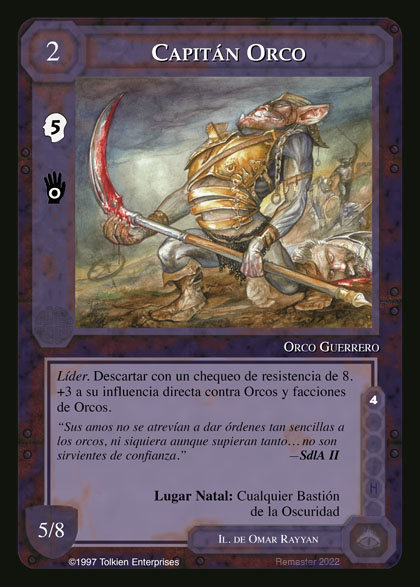 2
CAPITÁN ORCO
5
ORCO GUERRERO
Líder. Descartar con un chequeo de resistencia de 8.
+3 a su influencia directa contra Orcos y facciones
de Orcos.
4
“Sus amos no se atrevían a dar órdenes tan sencillas a
los orcos, ni siquiera aunque supieran tanto… no son
sirvientes de confianza.” —SdlA II
H
Lugar Natal: Cualquier Bastión
de la Oscuridad
5/8
IL. DE OMAR RAYYAN
©1997 Tolkien Enterprises
Remaster 2022